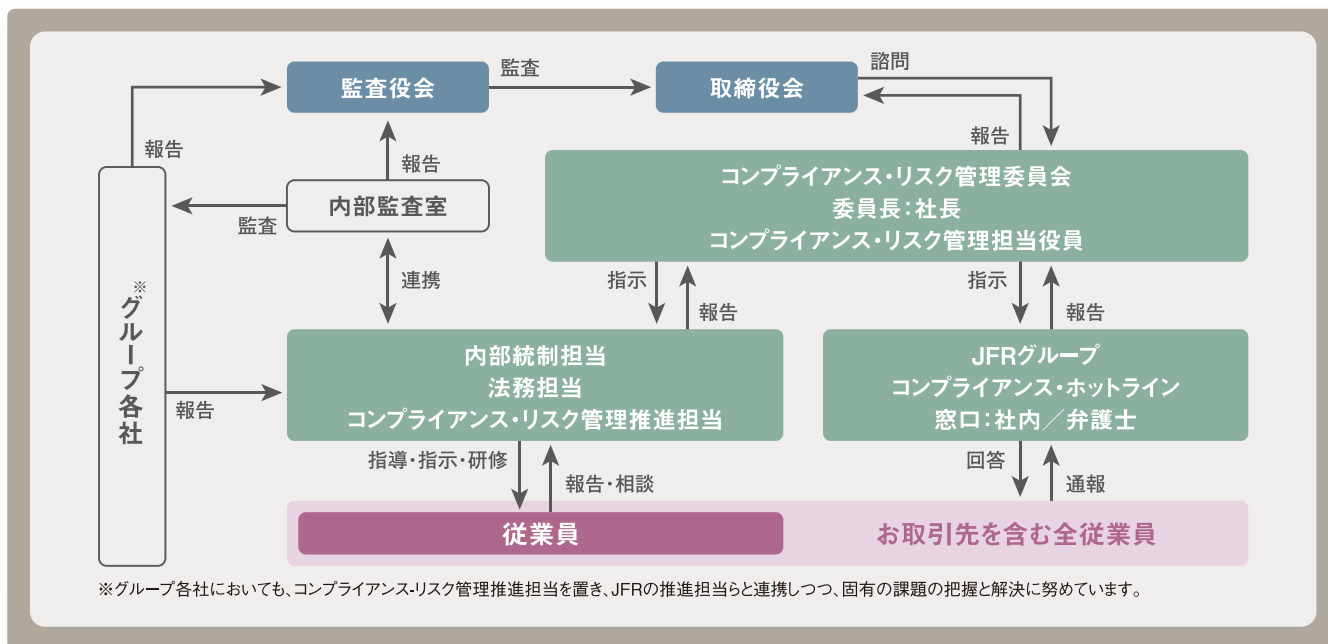 監査役会
監査
取締役会
諮問
報告
報告
報告
コンプライアンス・リスク管理委員会
委員長：社長
コンプライアンス・リスク管理担当役員
内部監査室
監査
連携
指示
報告
指示
報告
※
グループ各社
報告
内部統制担当
法務担当
コンプライアンス・リスク管理推進担当
JFRグループ
コンプライアンス・ホットライン
窓口：社内／弁護士
指導・指示・研修
報告・相談
回答
通報
従業員
お取引先を含む全従業員
※グループ各社においても、コンプライアンス-リスク管理推進担当を置き、JFRの推進担当らと連携しつつ、固有の課題の把握と解決に努めています。